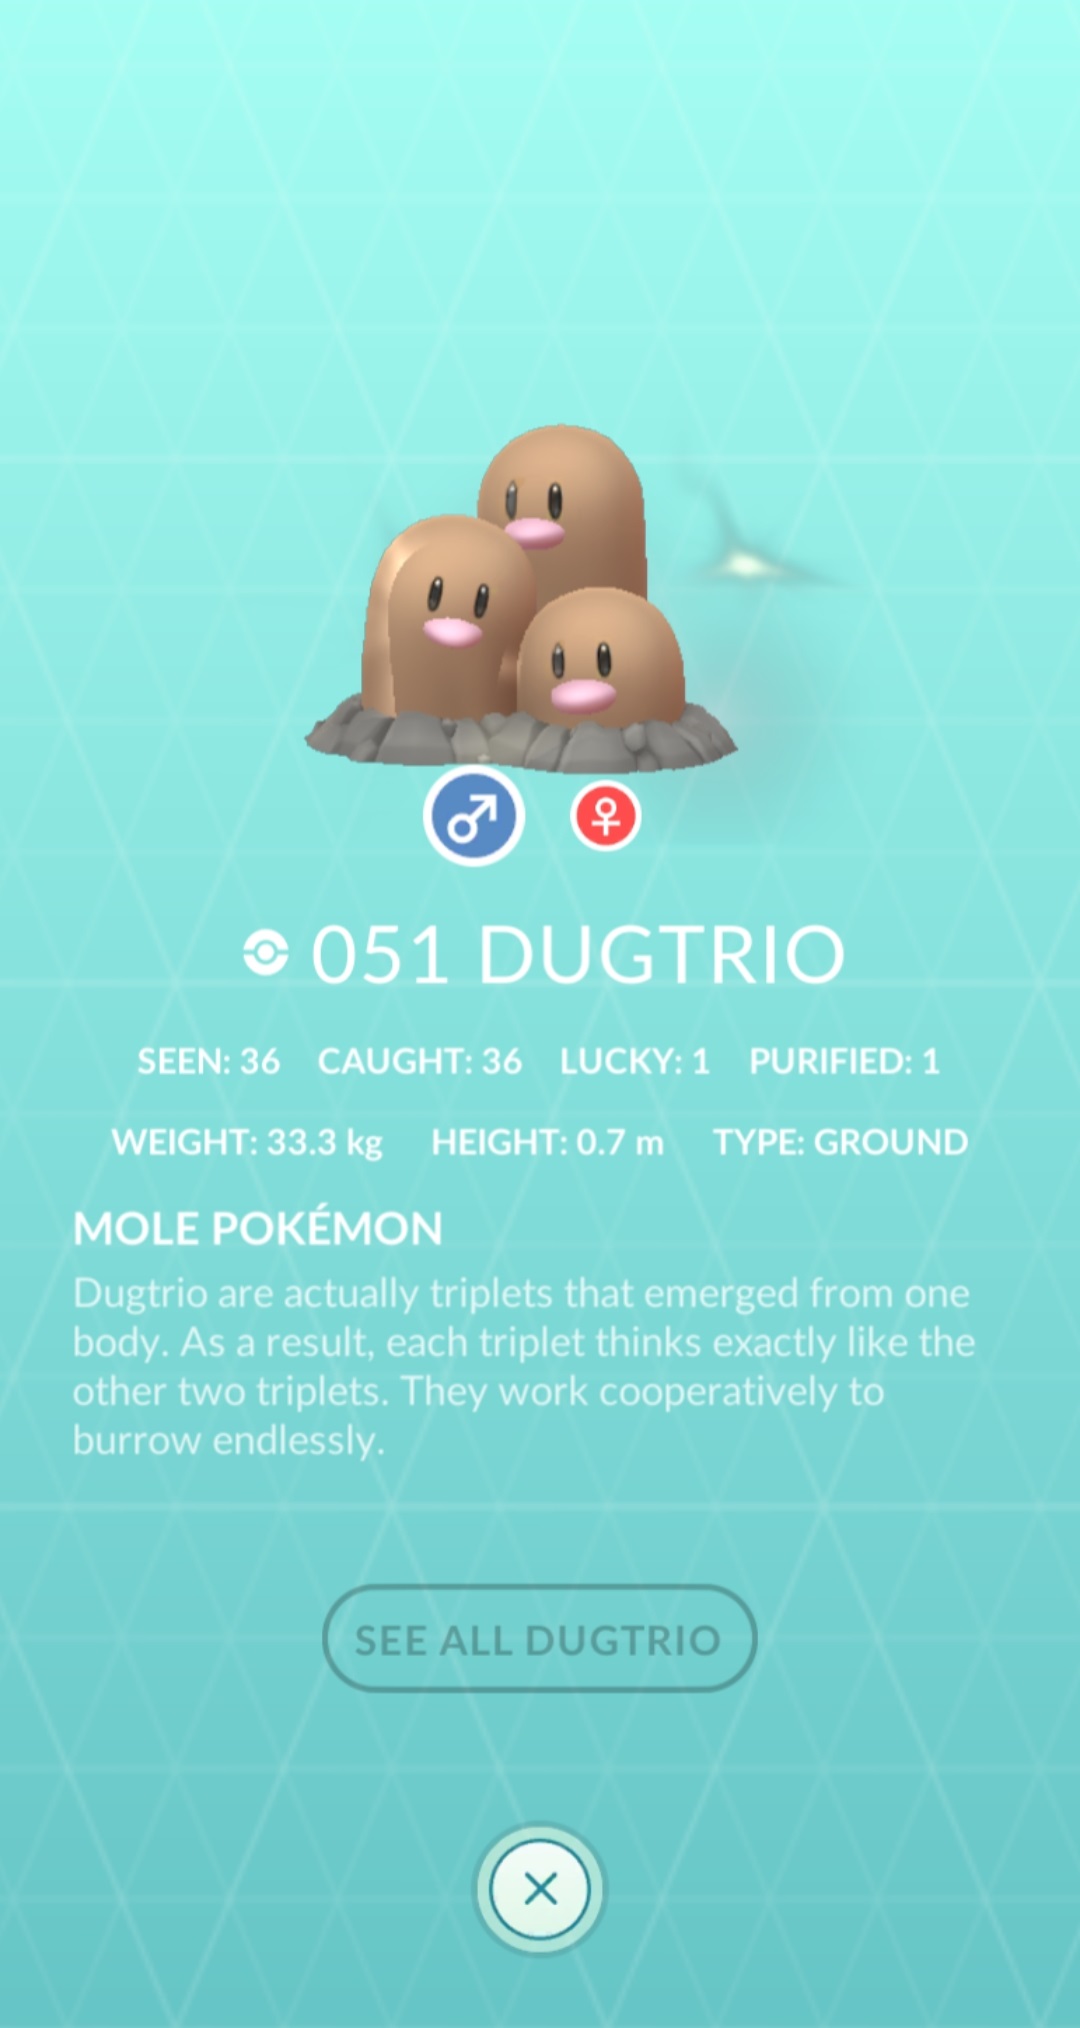 051 DUGTRIO
SEEN: 36 CAUGHT: 36 LUCKY: 1 PURIFIED: 1
WEIGHT: 33.3 kg HEIGHT: 0.7 m TYPE: GROUND
MOLE POKÉMON
Dugtrio are actually triplets that emerged from one
body. As a result, each triplet thinks exactly like the
other two triplets. They work cooperatively to
burrow endlessly.
SEE ALL DUGTRIO